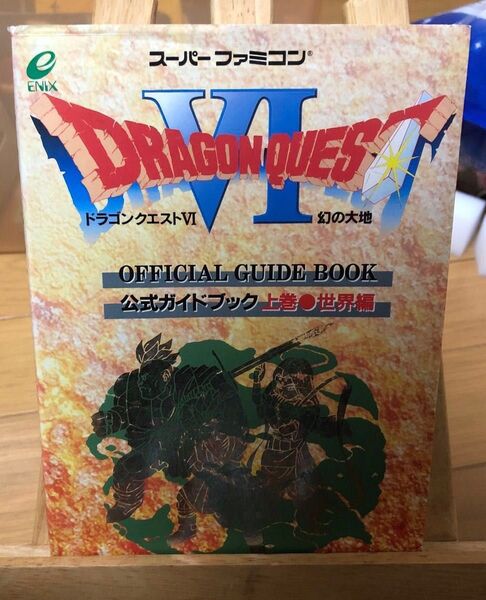 スーパーファミコン®
ENIX
DRAGON QUEST
VI
ドラゴンクエストVI 幻の大地
OFFICIAL GUIDE BOOK
公式ガイドブック 上巻●世界編